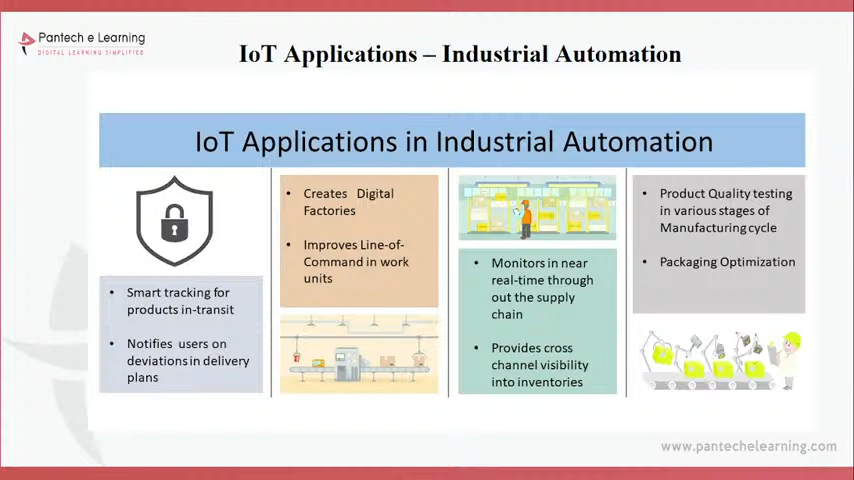 Pantech e Learning
DIGITAL LEARNING SIMPLIFIED
IoT Applications – Industrial Automation
IoT Applications in Industrial Automation
• Smart tracking for
products in-transit
• Notifies users on
deviations in delivery
plans
• Creates Digital
Factories
• Improves Line-of-
Command in work
units
• Monitors in near
real-time through
out the supply
chain
• Provides cross
channel visibility
into inventories
• Product Quality testing
in various stages of
Manufacturing cycle
• Packaging Optimization
www.pantechelearning.com